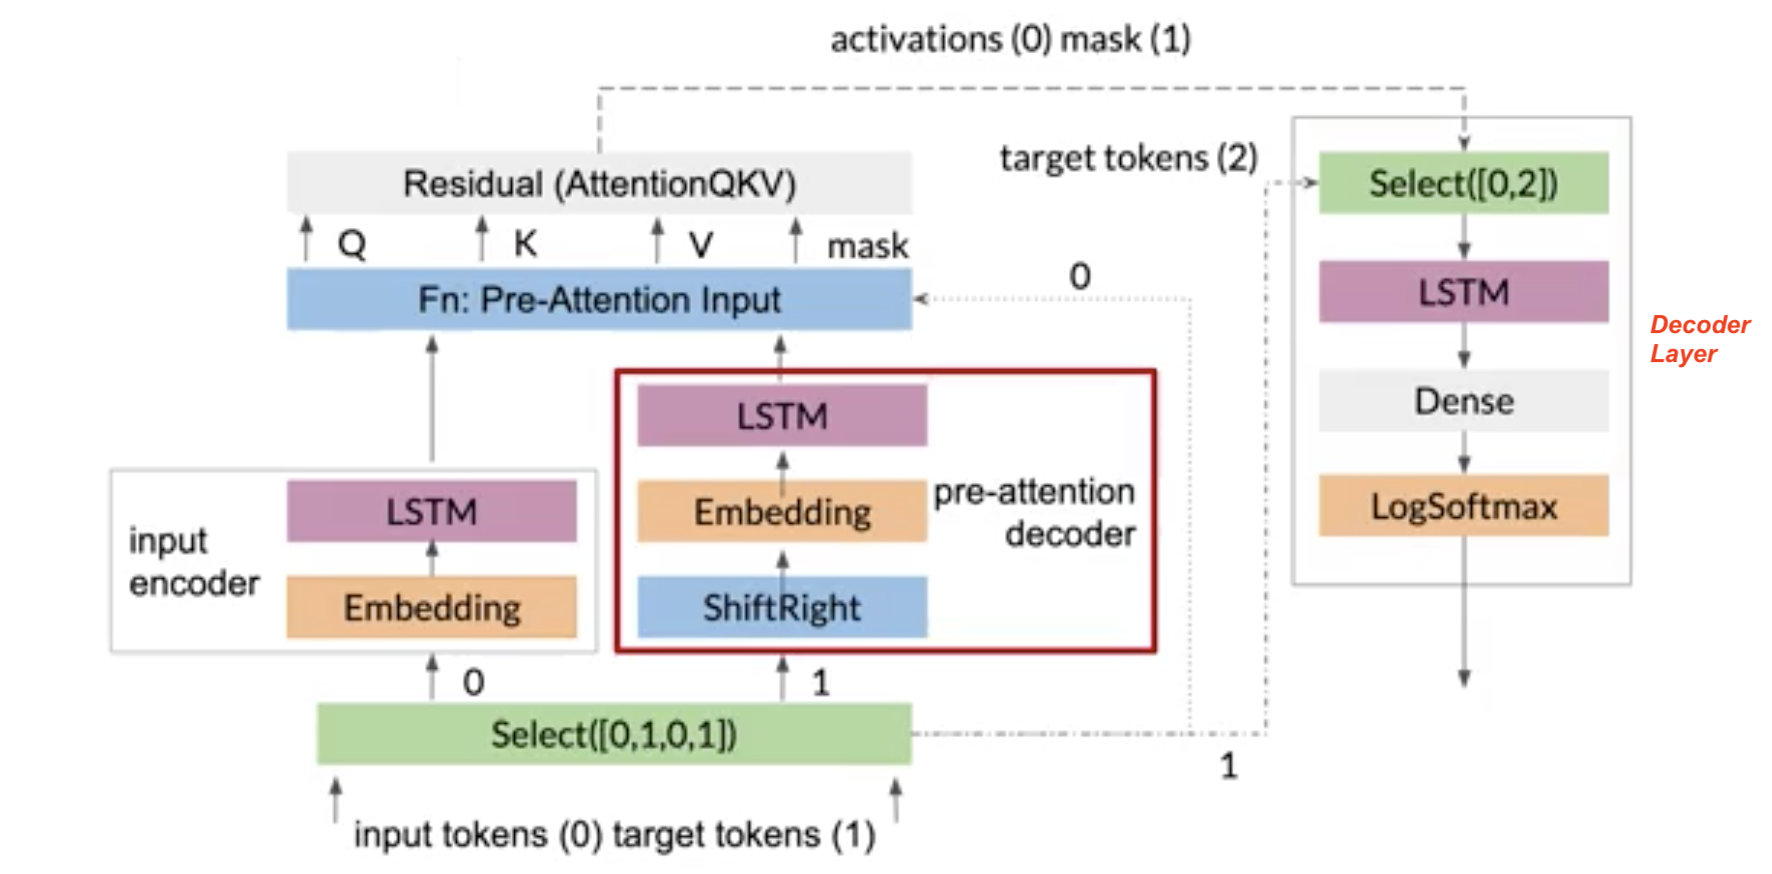 activations (0) mask (1)
target tokens (2)
Residual (AttentionQKV)
Select([0,2])
Q
K
V
mask
0
Fn: Pre-Attention Input
LSTM
Decoder
Layer
LSTM
Dense
pre-attention
decoder
Embedding
LSTM
LogSoftmax
input
encoder
Embedding
ShiftRight
0
1
Select([0,1,0,1])
1
input tokens (0) target tokens (1)